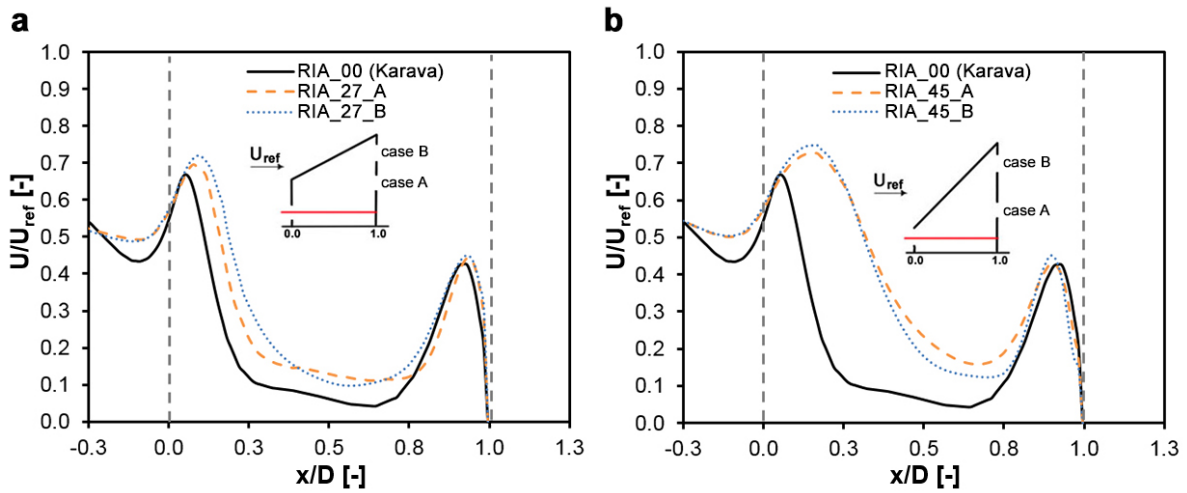 a
1.0
0.9
0.8
0.7
0.6
0.5
0.4
0.3
0.2
0.1
0.0
U/Uref [-]
RIA_00 (Karava)
RIA_27_A
RIA_27_B
Uref
case B
case A
0.0 1.0
-0.3 0.0 0.3 0.5 0.8 1.0 1.3
x/D [-]
b
1.0
0.9
0.8
0.7
0.6
0.5
0.4
0.3
0.2
0.1
0.0
U/Uref [-]
RIA_00 (Karava)
RIA_45_A
RIA_45_B
Uref
case B
case A
0.0 1.0
-0.3 0.0 0.3 0.5 0.8 1.0 1.3
x/D [-]